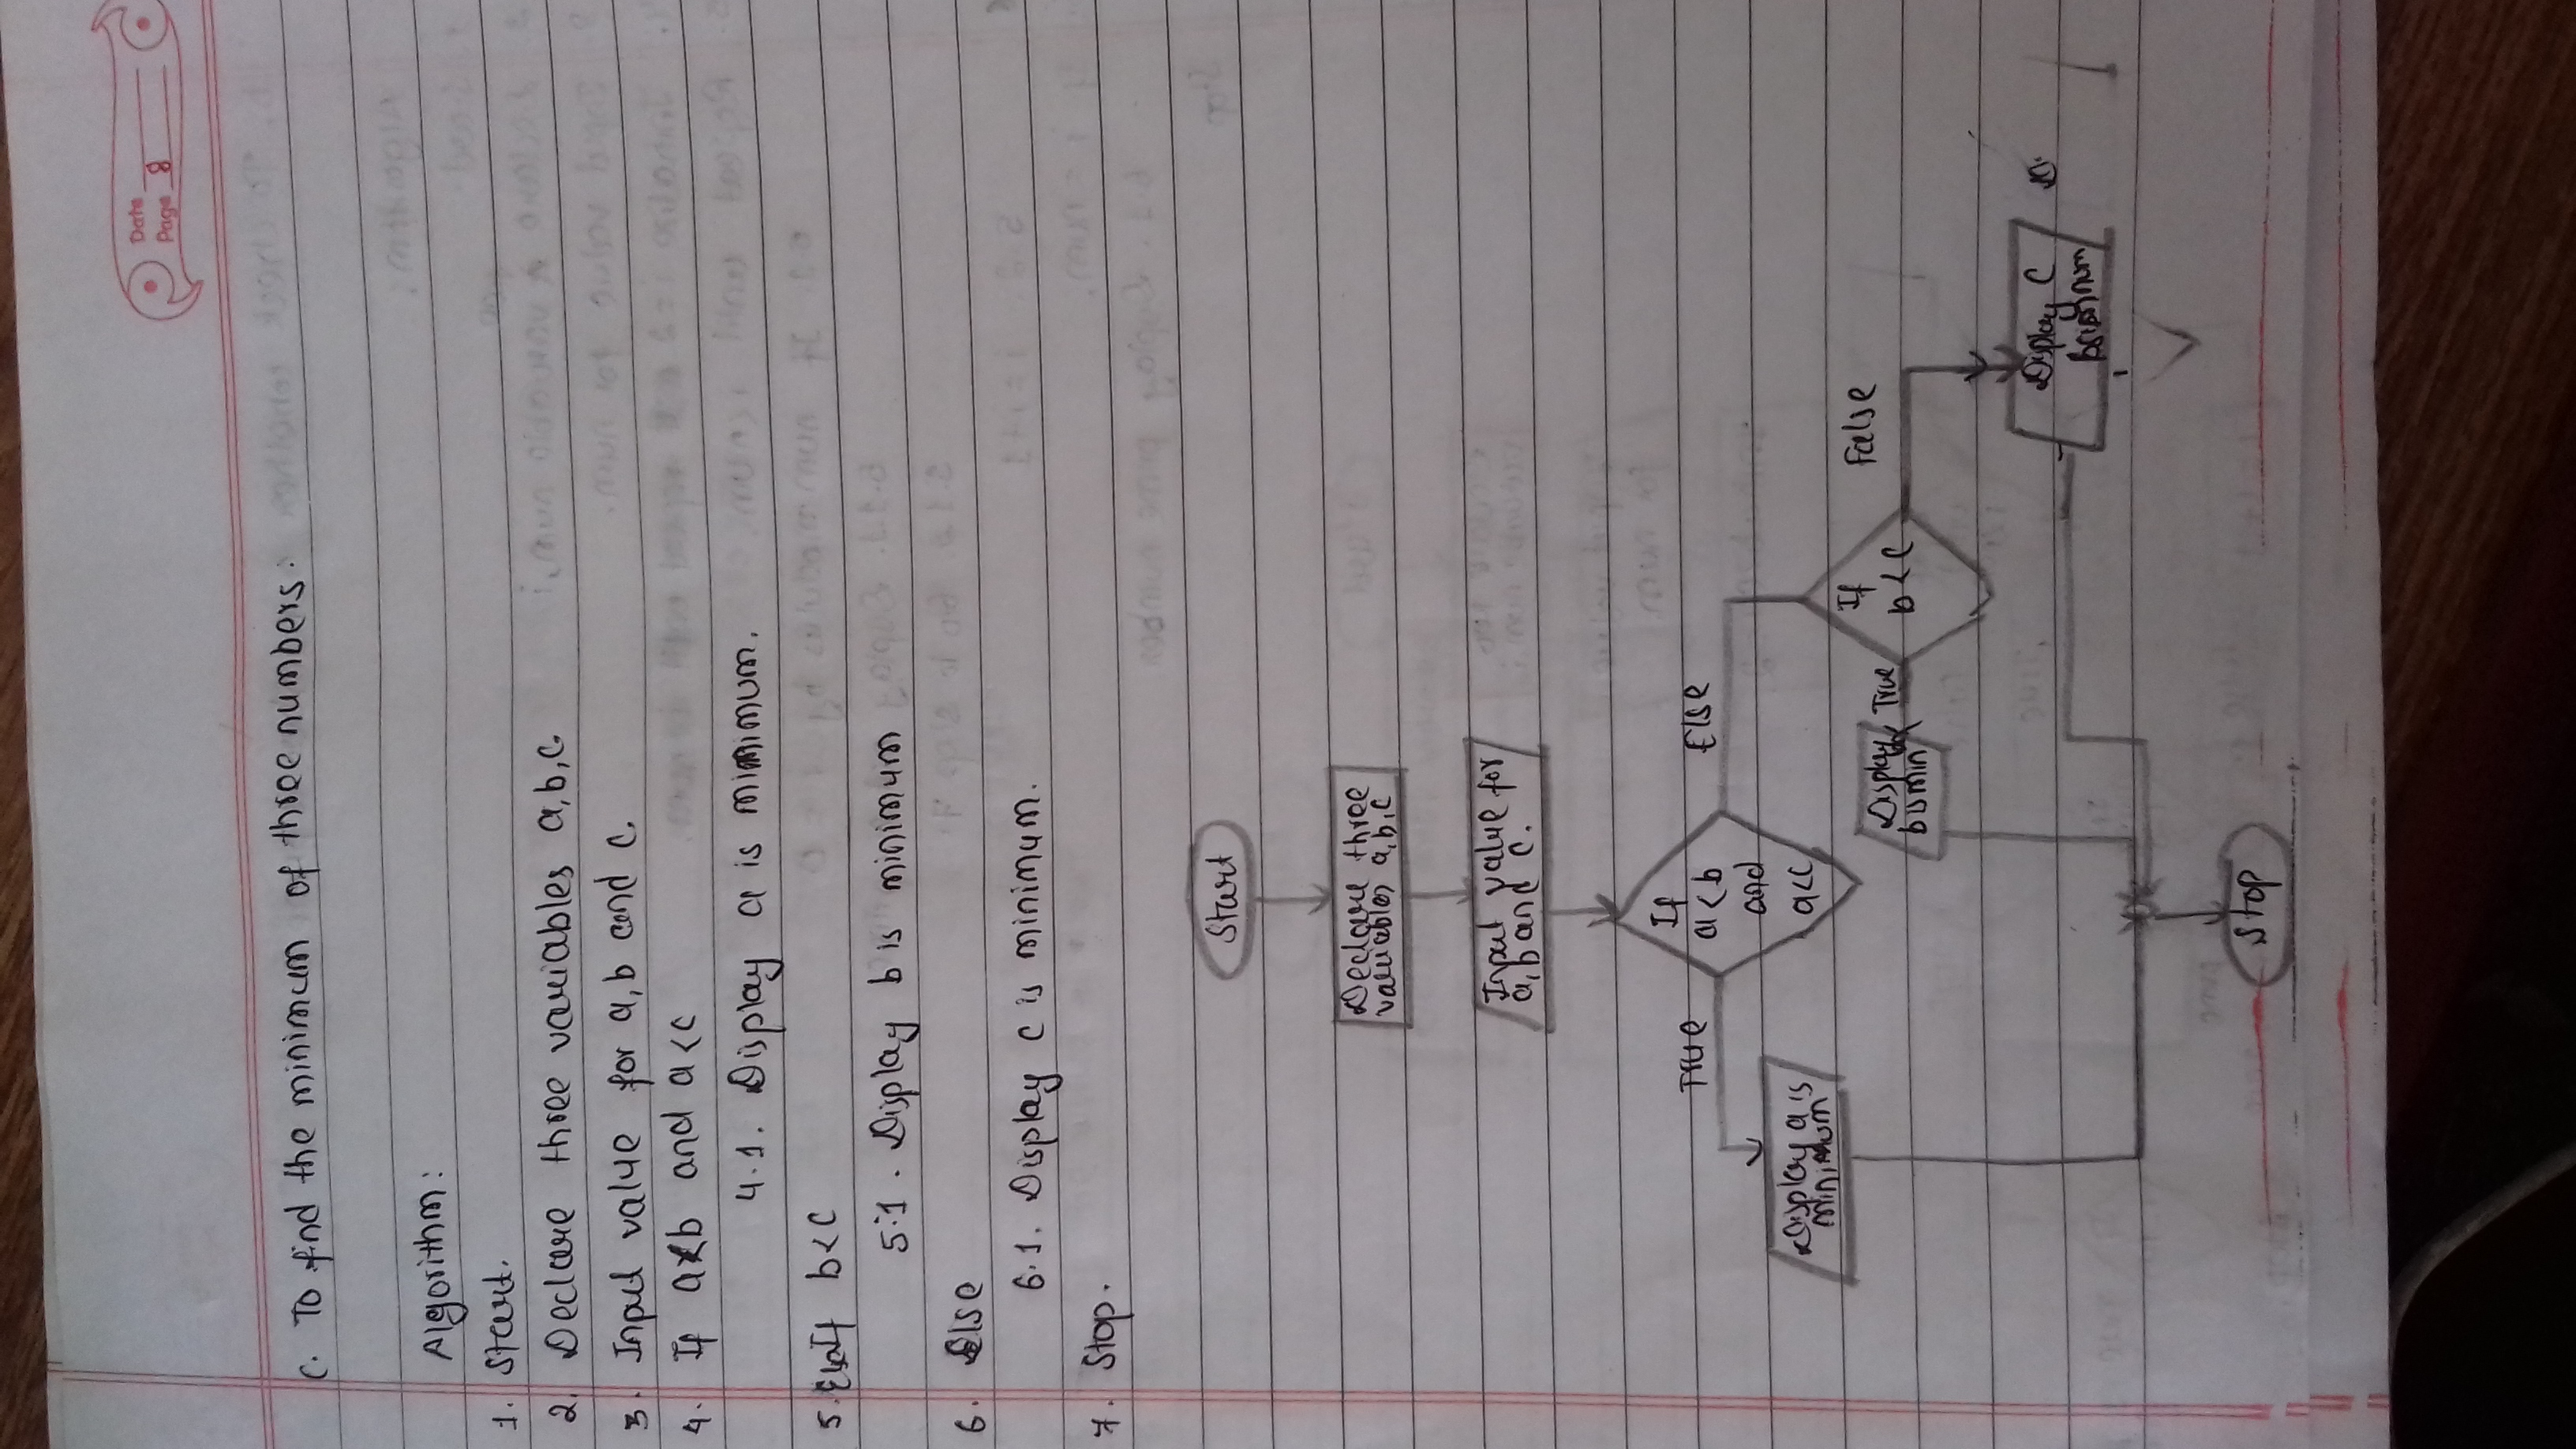 Date
Page 8
C. To find the minimum of three numbers.
Algorithm:
1. Start.
2. Declare three variables a,b,c.
3. Input value for a,b and c.
4. If a<b and a<c
4.1. Display a is minimum.
5. Else If b<c
5.1. Display b is minimum
6. Else
6.1. Display c is minimum.
7. Stop.
Start
Declare three
variables a,b,c
Input value for
a,b and c.
If
a<b
and
a<c
True
Else
Display a is
minimum
If
b<c
True
False
Display
b is min
Display C
Stop